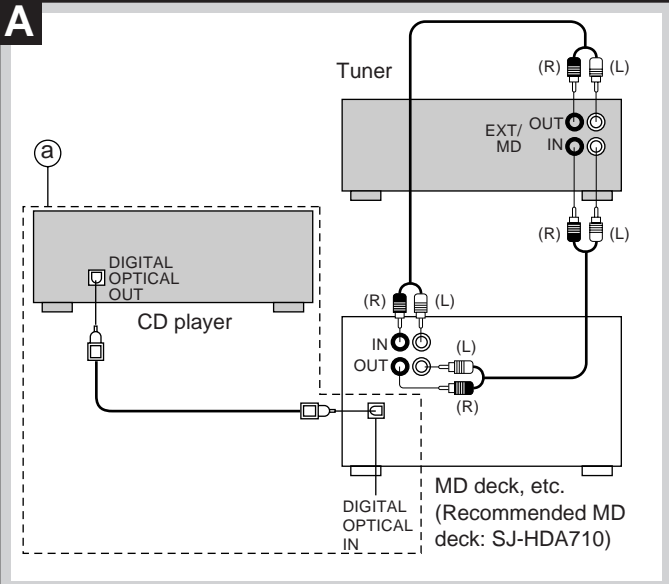 A
Tuner
(R)
(L)
EXT/
MD
OUT
IN
a
(R)
(L)
DIGITAL
OPTICAL
OUT
CD player
(R)
(L)
IN
OUT
(L)
(R)
DIGITAL
OPTICAL
IN
MD deck, etc.
(Recommended MD
deck: SJ-HDA710)